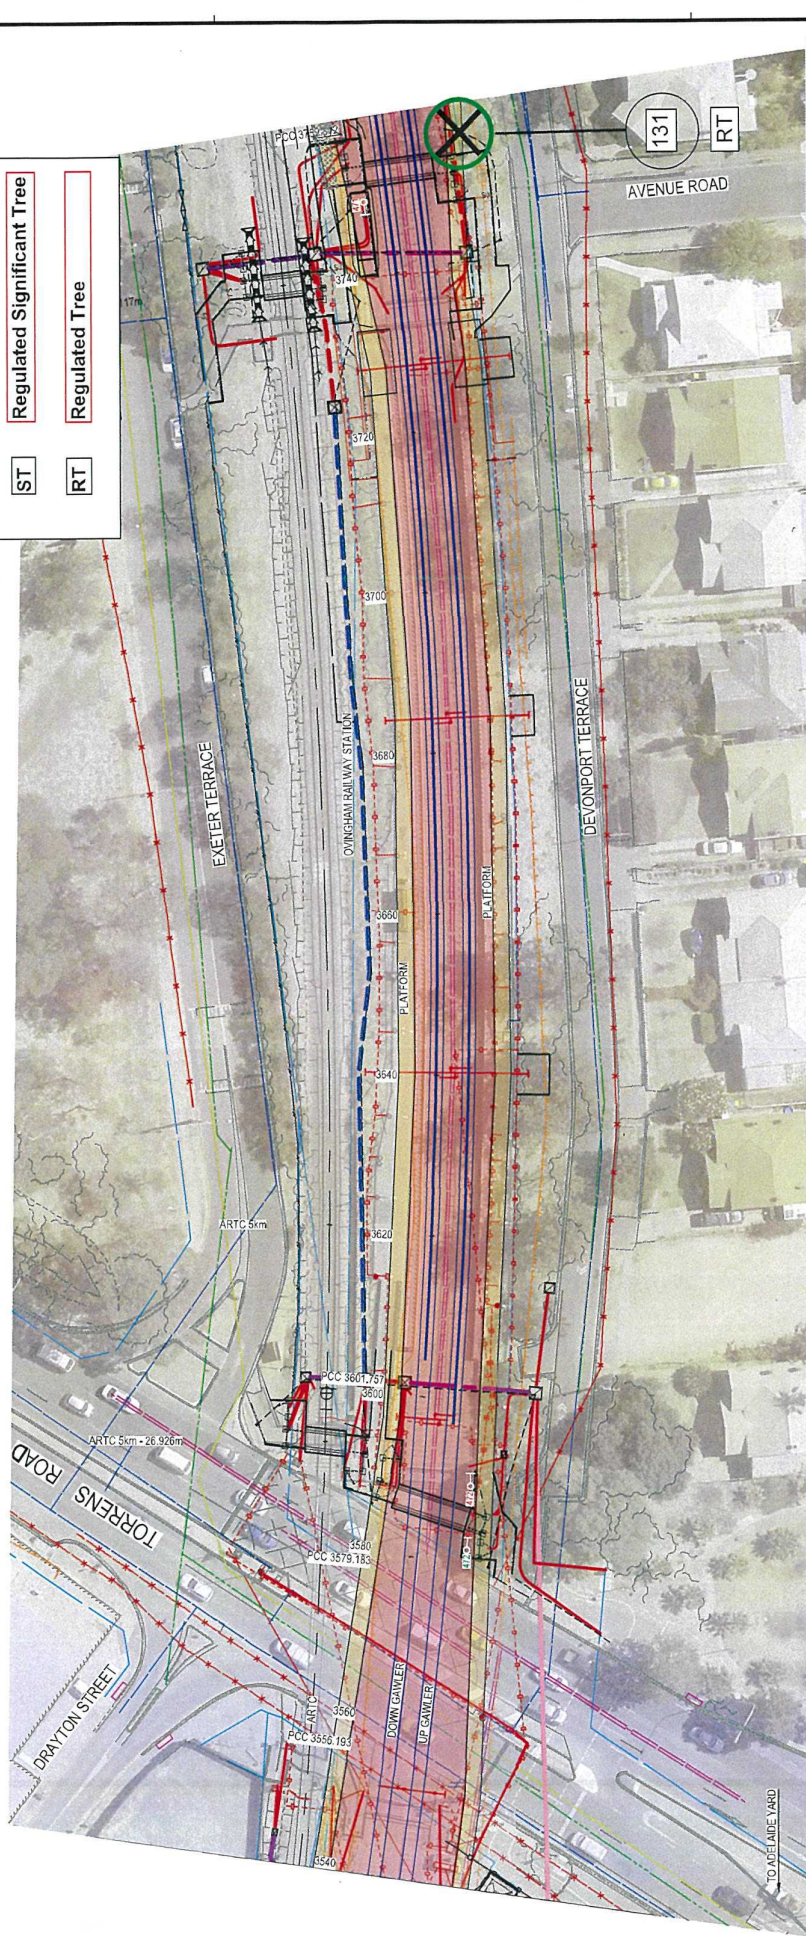 ST
Regulated Significant Tree
RT
Regulated Tree
131
RT
AVENUE ROAD
17m
3740
3720
3700
EXETER TERRACE
OVINGHAM RAILWAY STATION
3680
DEVONPORT TERRACE
3660
PLATFORM
PLATFORM
3640
3620
ARTC 5km
PCC 3601.757
3600
ARTC 5km - 26.926m
TORRENS ROAD
3580
PCC 3579.183
472
DRAYTON STREET
ARTC
3560
PCC 3556.193
DOWN GAWLER
UP GAWLER
3540
TO ADELAIDE YARD